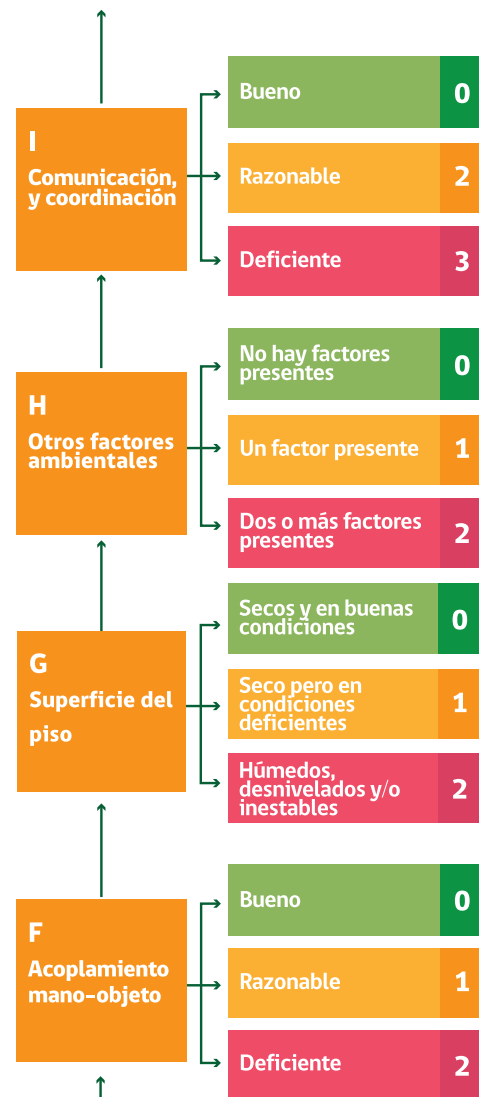 I
Comunicación,
y coordinación
Bueno
0
Razonable
2
Deficiente
3
H
Otros factores
ambientales
No hay factores
presentes
0
Un factor presente
1
Dos o más factores
presentes
2
G
Superficie del
piso
Secos y en buenas
condiciones
0
Seco pero en
condiciones
deficientes
1
Húmedos,
desnivelados y/o
inestables
2
F
Acoplamiento
mano-objeto
Bueno
0
Razonable
1
Deficiente
2